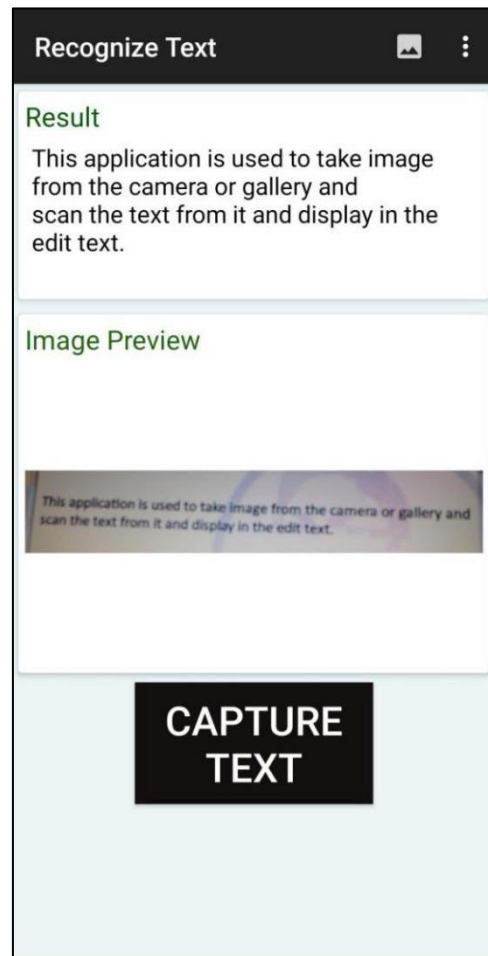 Recognize Text
Result
This application is used to take image
from the camera or gallery and
scan the text from it and display in the
edit text.
Image Preview
This application is used to take image from the camera or gallery and
scan the text from it and display in the edit text.
CAPTURE
TEXT